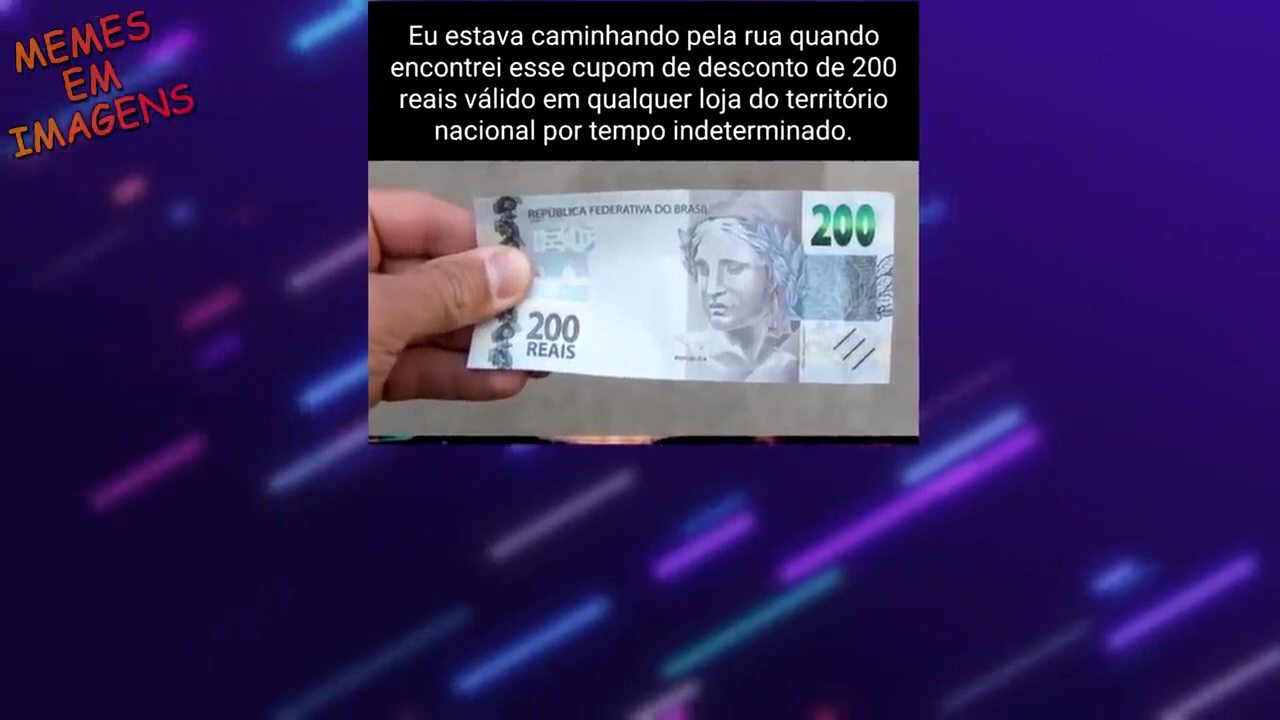 MEMES
EM
IMAGENS
Eu estava caminhando pela rua quando
encontrei esse cupom de desconto de 200
reais válido em qualquer loja do território
nacional por tempo indeterminado.
REPÚBLICA FEDERATIVA DO BRASIL
200
200
REAIS